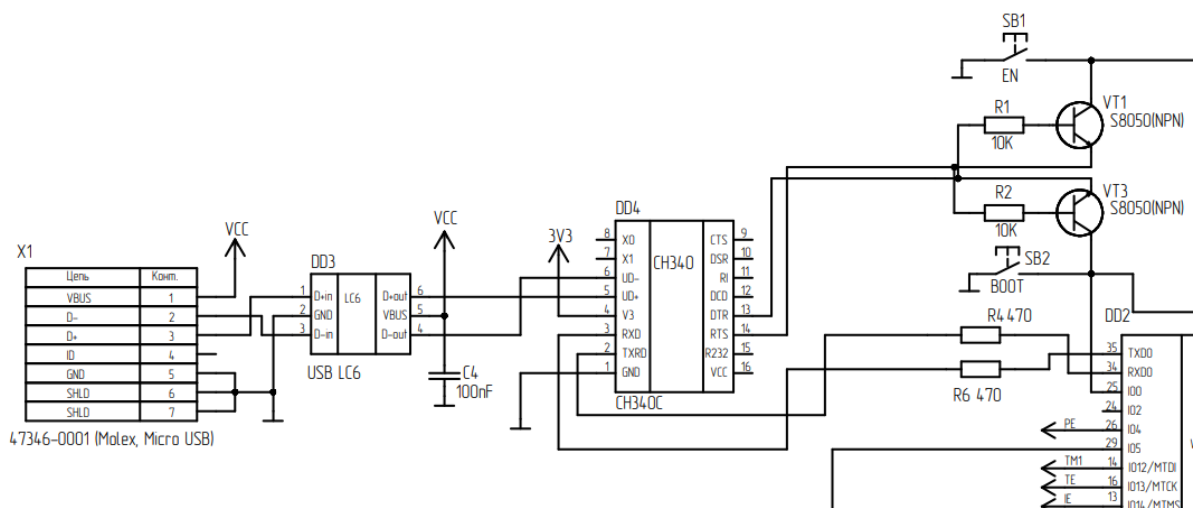 SB1
EN
VT1
S8050(NPN)
R1
10K
VT3
S8050(NPN)
R2
10K
SB2
BOOT
X1
Цепь Конт.
VBUS 1
D- 2
D+ 3
ID 4
GND 5
SHLD 6
SHLD 7
47346-0001 (Molex, Micro USB)
VCC
DD3
1 D+in LC6 D+out 6
2 GND VBUS 5
3 D-in D-out 4
USB LC6
VCC
C4
100nF
3V3
DD4
CH340
8 X0 CTS 9
7 X1 DSR 10
6 UD- RI 11
5 UD+ DCD 12
4 V3 DTR 13
3 RXD RTS 14
2 TXRD R232 15
1 GND VCC 16
CH340C
R4 470
R6 470
DD2
35 TXD0
34 RXD0
25 IO0
24 IO2
PE 26 IO4
29 IO5
TM1 14 IO12/MTDI
TE 16 IO13/MTCK
IE 13 IO14/MTMS